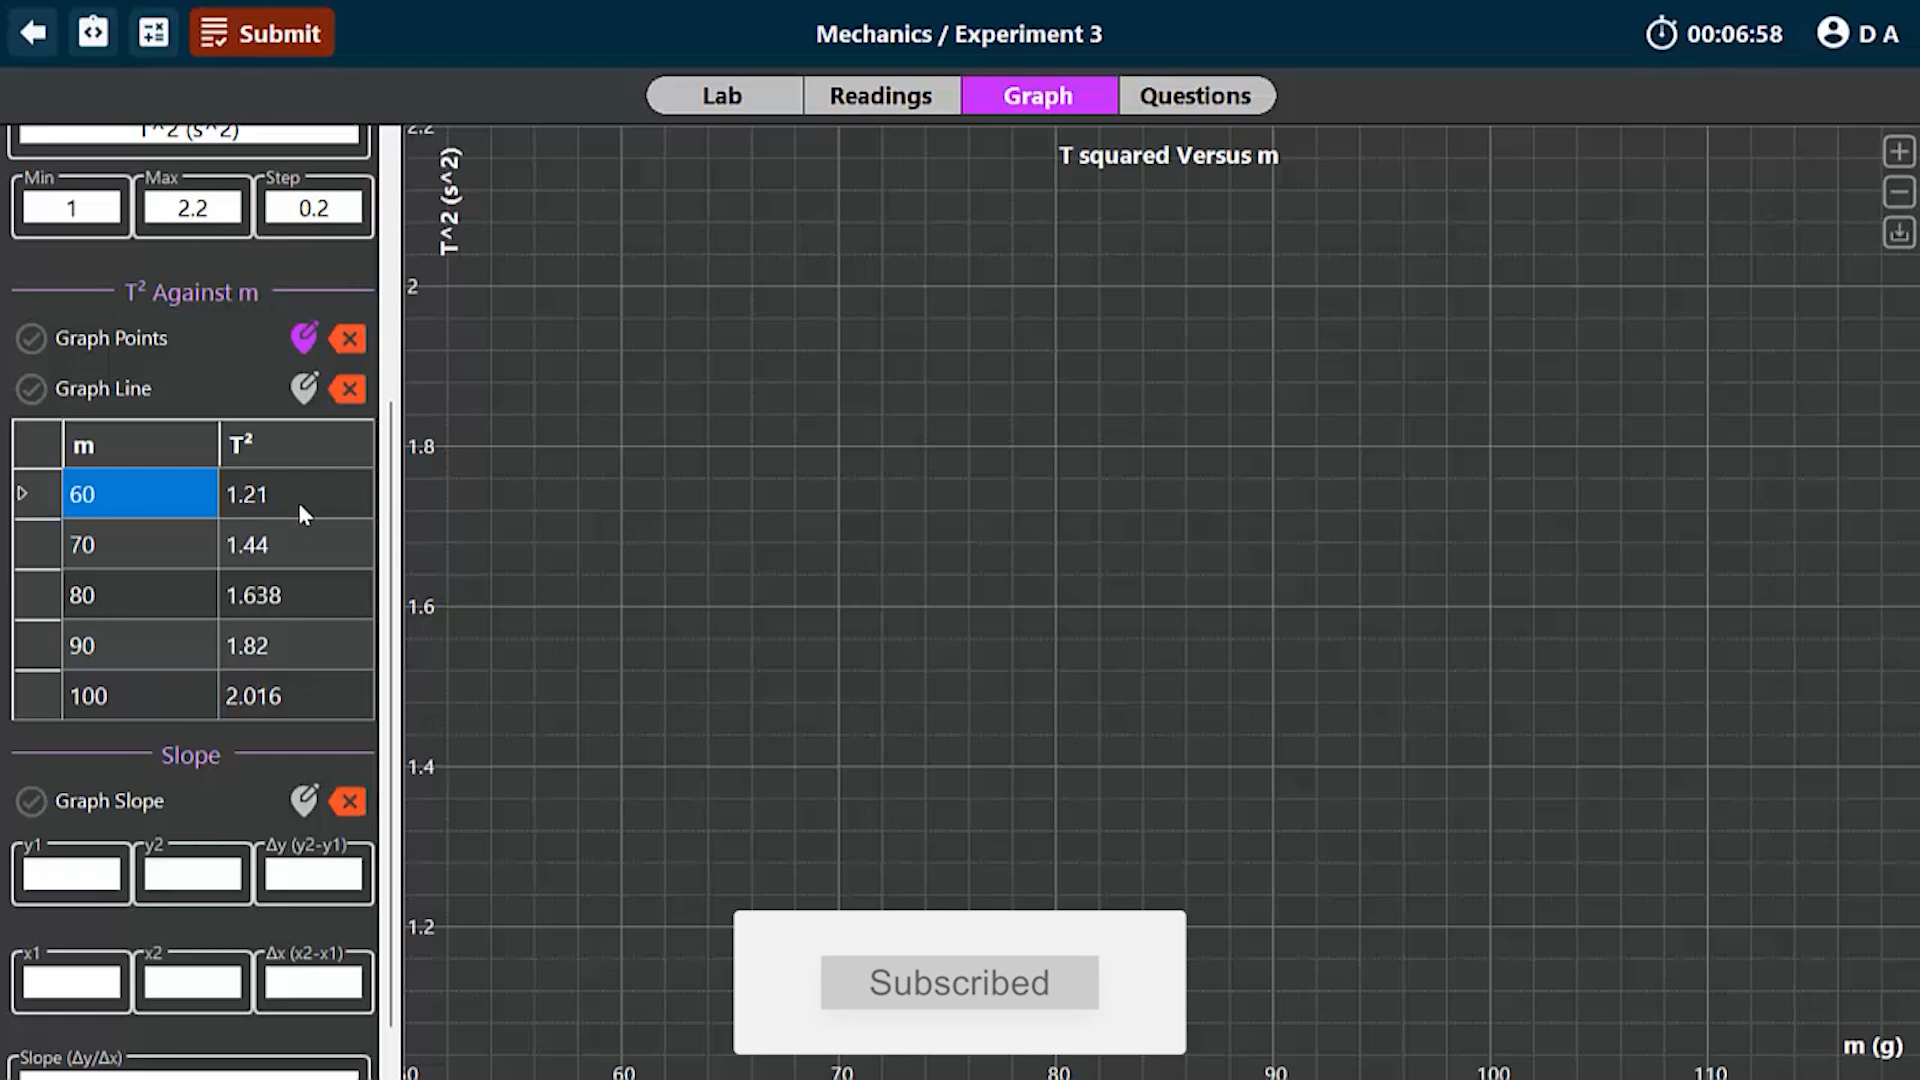 Submit
Mechanics / Experiment 3
00:06:58
D A
Lab
Readings
Graph
Questions
T^2 (s^2)
Min
Max
Step
1
2.2
0.2
T² Against m
Graph Points
Graph Line
m
T²
60
1.21
70
1.44
80
1.638
90
1.82
100
2.016
Slope
Graph Slope
y1
y2
Δy (y2-y1)
x1
x2
Δx (x2-x1)
Slope (Δy/Δx)
T squared Versus m
T^2 (s^2)
2.2
2
1.8
1.6
1.4
1.2
Subscribed
m (g)
60
70
80
90
100
110